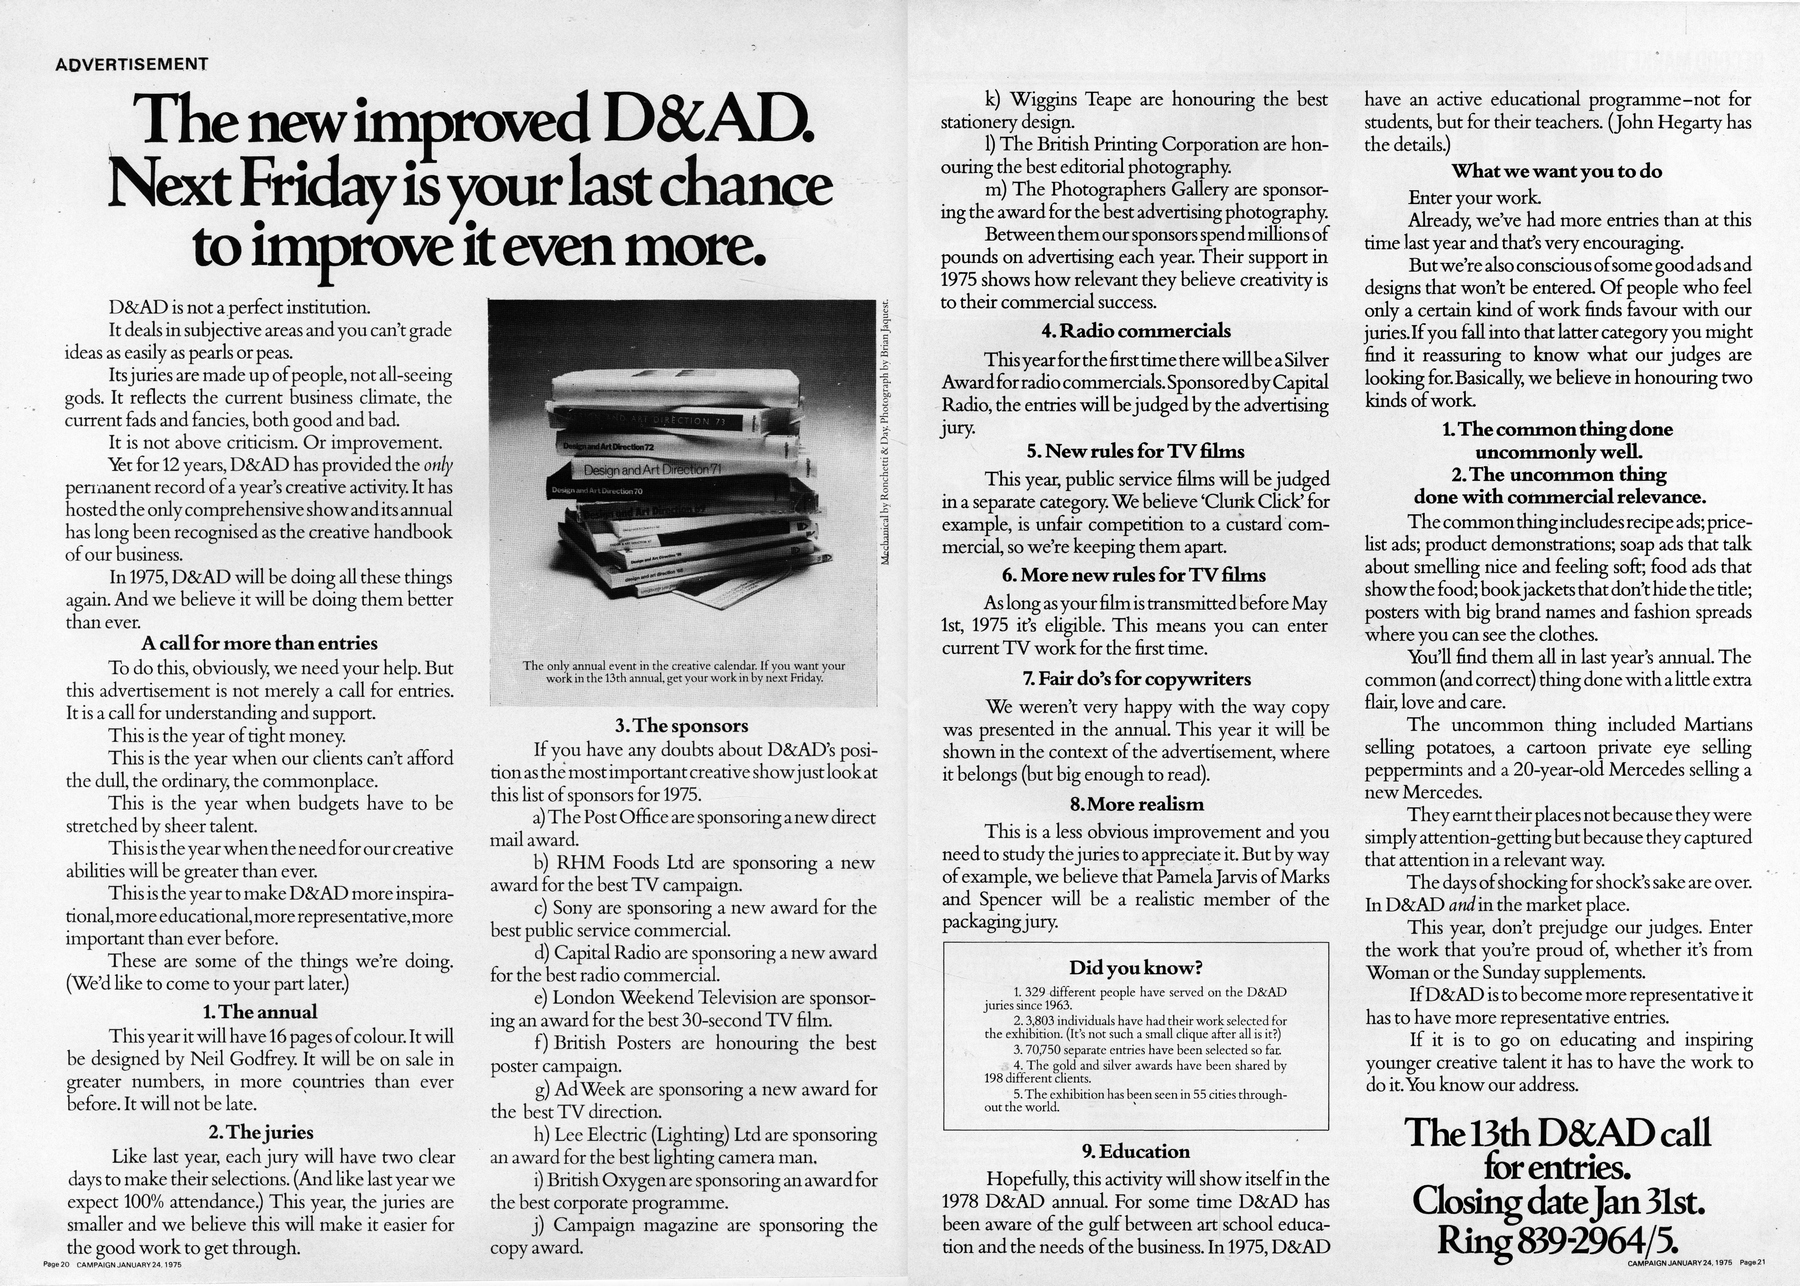 ADVERTISEMENT
The new improved D&AD.
Next Friday is your last chance
to improve it even more.
D&AD is not a perfect institution.
It deals in subjective areas and you can't grade
ideas as easily as pearls or peas.
Its juries are made up of people, not all-seeing
gods. It reflects the current business climate, the
current fads and fancies, both good and bad.
It is not above criticism. Or improvement.
Yet for 12 years, D&AD has provided the only
permanent record of a year's creative activity. It has
hosted the only comprehensive show and its annual
has long been recognised as the creative handbook
of our business.
In 1975, D&AD will be doing all these things
again. And we believe it will be doing them better
than ever.
A call for more than entries
To do this, obviously, we need your help. But
this advertisement is not merely a call for entries.
It is a call for understanding and support.
This is the year of tight money.
This is the year when our clients can't afford
the dull, the ordinary, the commonplace.
This is the year when budgets have to be
stretched by sheer talent.
This is the year when the need for our creative
abilities will be greater than ever.
This is the year to make D&AD more inspira-
tional, more educational, more representative, more
important than ever before.
These are some of the things we're doing.
(We'd like to come to your part later.)
1. The annual
This year it will have 16 pages of colour. It will
be designed by Neil Godfrey. It will be on sale in
greater numbers, in more countries than ever
before. It will not be late.
2. The juries
Like last year, each jury will have two clear
days to make their selections. (And like last year we
expect 100% attendance.) This year, the juries are
smaller and we believe this will make it easier for
the good work to get through.
Page 20 CAMPAIGN JANUARY 24, 1975
AND ART DIRECTION 73
Design and Art Direction 72
Design and Art Direction '71
Design and Art Direction 70
Design and Art Direction 69
Design and Art Direction '66
design and art direction '65
Mechanical by Ronchetti & Day. Photograph by Brian Jaquest.
The only annual event in the creative calendar. If you want your
work in the 13th annual, get your work in by next Friday.
3. The sponsors
If you have any doubts about D&AD's posi-
tion as the most important creative show just look at
this list of sponsors for 1975.
a) The Post Office are sponsoring a new direct
mail award.
b) RHM Foods Ltd are sponsoring a new
award for the best TV campaign.
c) Sony are sponsoring a new award for the
best public service commercial.
d) Capital Radio are sponsoring a new award
for the best radio commercial.
e) London Weekend Television are sponsor-
ing an award for the best 30-second TV film.
f) British Posters are honouring the best
poster campaign.
g) Ad Week are sponsoring a new award for
the best TV direction.
h) Lee Electric (Lighting) Ltd are sponsoring
an award for the best lighting camera man.
i) British Oxygen are sponsoring an award for
the best corporate programme.
j) Campaign magazine are sponsoring the
copy award.
k) Wiggins Teape are honouring the best
stationery design.
l) The British Printing Corporation are hon-
ouring the best editorial photography.
m) The Photographers Gallery are sponsor-
ing the award for the best advertising photography.
Between them our sponsors spend millions of
pounds on advertising each year. Their support in
1975 shows how relevant they believe creativity is
to their commercial success.
4. Radio commercials
This year for the first time there will be a Silver
Award for radio commercials. Sponsored by Capital
Radio, the entries will be judged by the advertising
jury.
5. New rules for TV films
This year, public service films will be judged
in a separate category. We believe 'Clunk Click' for
example, is unfair competition to a custard com-
mercial, so we're keeping them apart.
6. More new rules for TV films
As long as your film is transmitted before May
1st, 1975 it's eligible. This means you can enter
current TV work for the first time.
7. Fair do's for copywriters
We weren't very happy with the way copy
was presented in the annual. This year it will be
shown in the context of the advertisement, where
it belongs (but big enough to read).
8. More realism
This is a less obvious improvement and you
need to study the juries to appreciate it. But by way
of example, we believe that Pamela Jarvis of Marks
and Spencer will be a realistic member of the
packaging jury.
Did you know?
1. 329 different people have served on the D&AD
juries since 1963.
2. 3,803 individuals have had their work selected for
the exhibition. (It's not such a small clique after all is it?)
3. 70,750 separate entries have been selected so far.
4. The gold and silver awards have been shared by
198 different clients.
5. The exhibition has been seen in 55 cities through-
out the world.
9. Education
Hopefully, this activity will show itself in the
1978 D&AD annual. For some time D&AD has
been aware of the gulf between art school educa-
tion and the needs of the business. In 1975, D&AD
have an active educational programme–not for
students, but for their teachers. (John Hegarty has
the details.)
What we want you to do
Enter your work.
Already, we've had more entries than at this
time last year and that's very encouraging.
But we're also conscious of some good ads and
designs that won't be entered. Of people who feel
only a certain kind of work finds favour with our
juries. If you fall into that latter category you might
find it reassuring to know what our judges are
looking for. Basically, we believe in honouring two
kinds of work.
1. The common thing done
uncommonly well.
2. The uncommon thing
done with commercial relevance.
The common thing includes recipe ads; price-
list ads; product demonstrations; soap ads that talk
about smelling nice and feeling soft; food ads that
show the food; book jackets that don't hide the title;
posters with big brand names and fashion spreads
where you can see the clothes.
You'll find them all in last year's annual. The
common (and correct) thing done with a little extra
flair, love and care.
The uncommon thing included Martians
selling potatoes, a cartoon private eye selling
peppermints and a 20-year-old Mercedes selling a
new Mercedes.
They earnt their places not because they were
simply attention-getting but because they captured
that attention in a relevant way.
The days of shocking for shock's sake are over.
In D&AD and in the market place.
This year, don't prejudge our judges. Enter
the work that you're proud of, whether it's from
Woman or the Sunday supplements.
If D&AD is to become more representative it
has to have more representative entries.
If it is to go on educating and inspiring
younger creative talent it has to have the work to
do it. You know our address.
The 13th D&AD call
for entries.
Closing date Jan 31st.
Ring 839-2964/5.
CAMPAIGN JANUARY 24, 1975 Page 21